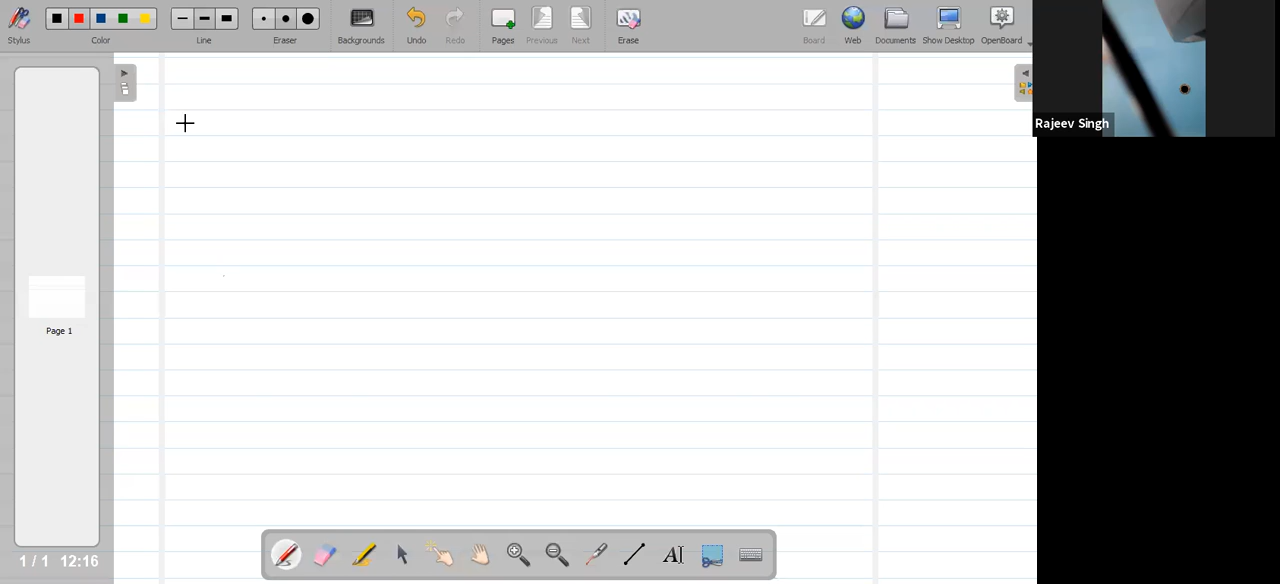 Stylus Color Line Eraser Backgrounds Undo Redo Pages Previous Next Erase Board Web Documents Show Desktop OpenBoard
Rajeev Singh
Page 1
1 / 1 12:16
A